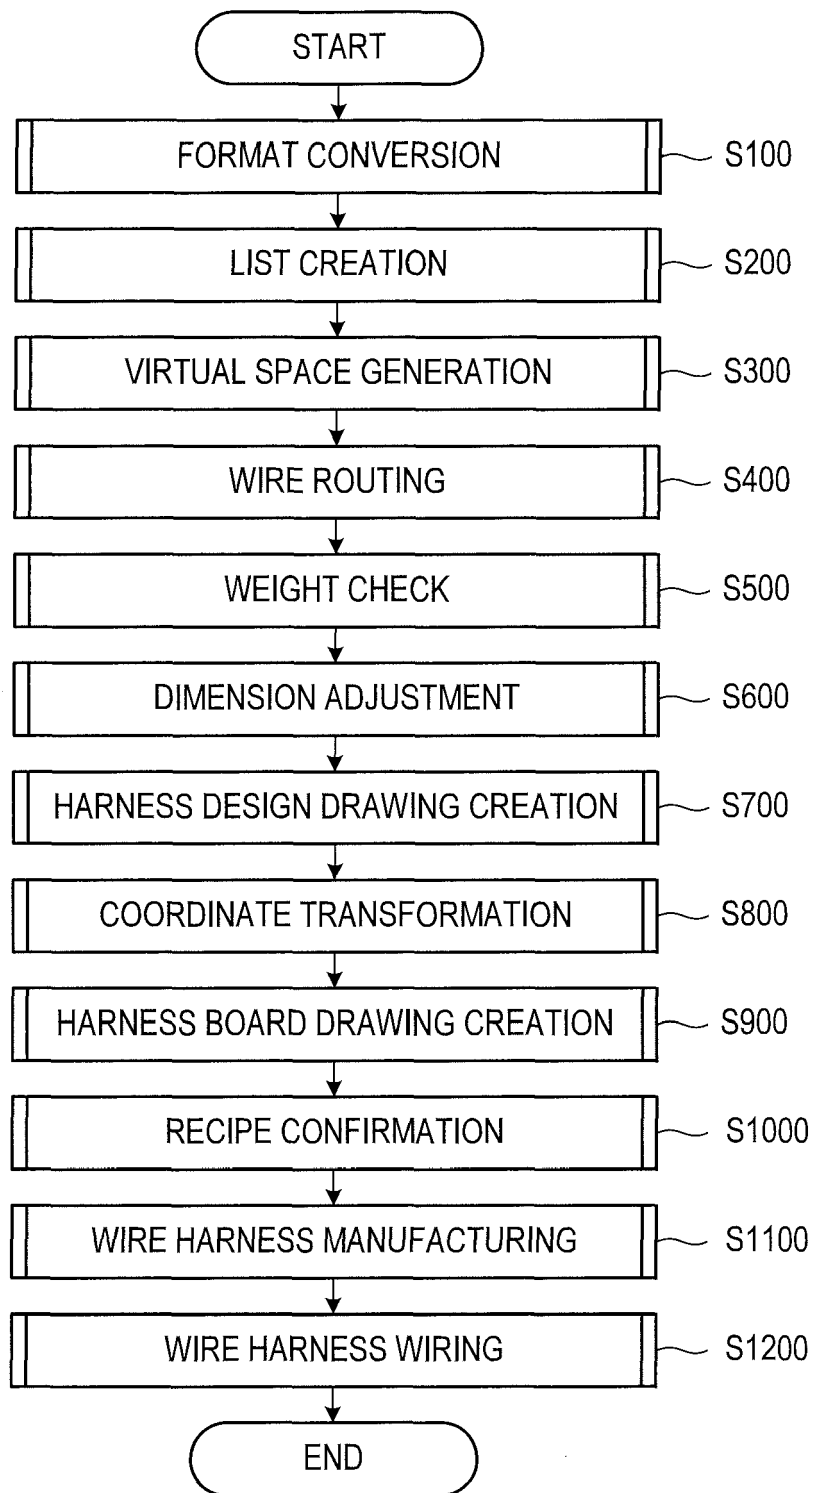 START
FORMAT CONVERSION S100
LIST CREATION S200
VIRTUAL SPACE GENERATION S300
WIRE ROUTING S400
WEIGHT CHECK S500
DIMENSION ADJUSTMENT S600
HARNESS DESIGN DRAWING CREATION S700
COORDINATE TRANSFORMATION S800
HARNESS BOARD DRAWING CREATION S900
RECIPE CONFIRMATION S1000
WIRE HARNESS MANUFACTURING S1100
WIRE HARNESS WIRING S1200
END